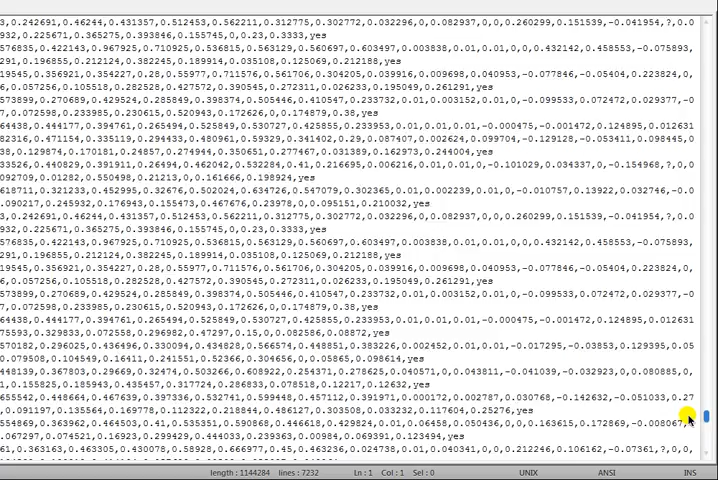 3,0.242691,0.46244,0.431357,0.512453,0.562211,0.312775,0.302772,0.032296,0,0.082937,0,0,0.260299,0.151539,-0.041954,?,0.0
932,0.225671,0.365275,0.393846,0.155745,0,0.23,0.3333,yes
576835,0.422143,0.967925,0.710925,0.536815,0.563129,0.560697,0.603497,0.003838,0.01,0.01,0,0,0.432142,0.458553,-0.075893,
291,0.196855,0.212124,0.382245,0.189914,0.035108,0.125069,0.212188,yes
19545,0.356921,0.354227,0.28,0.55977,0.711576,0.561706,0.304205,0.039916,0.009698,0.040953,-0.077846,-0.05404,0.223824,0,
6,0.057256,0.105518,0.282528,0.427572,0.390545,0.272311,0.026233,0.195049,0.261291,yes
573899,0.270689,0.429524,0.285849,0.398374,0.505446,0.410547,0.233732,0.01,0.003152,0.01,0,-0.099533,0.072472,0.029377,-0
7,0.072598,0.233985,0.230615,0.520943,0.172626,0,0.174879,0.38,yes
64438,0.444177,0.394761,0.265494,0.525849,0.530727,0.425855,0.233953,0.01,0.01,0.01,-0.000475,-0.001472,0.124895,0.012631
82316,0.471154,0.335119,0.294433,0.480961,0.59329,0.341402,0.29,0.087407,0.002624,0.099704,-0.129128,-0.053411,0.098445,0
38,0.129874,0.170181,0.24857,0.274944,0.350651,0.277467,0.031389,0.162973,0.244004,yes
33526,0.440829,0.391911,0.26494,0.462042,0.532284,0.41,0.216695,0.006216,0.01,0.01,0,-0.101029,0.034337,0,-0.154968,?,0,0
092709,0.01282,0.550498,0.21213,0,0.161666,0.198924,yes
618711,0.321233,0.452995,0.32676,0.502024,0.634726,0.547079,0.302365,0.01,0.002239,0.01,0,-0.010757,0.13922,0.032746,-0.0
.090217,0.245932,0.176943,0.155473,0.467676,0.23978,0,0.095151,0.210032,yes
3,0.242691,0.46244,0.431357,0.512453,0.562211,0.312775,0.302772,0.032296,0,0.082937,0,0,0.260299,0.151539,-0.041954,?,0.0
932,0.225671,0.365275,0.393846,0.155745,0,0.23,0.3333,yes
576835,0.422143,0.967925,0.710925,0.536815,0.563129,0.560697,0.603497,0.003838,0.01,0.01,0,0,0.432142,0.458553,-0.075893,
291,0.196855,0.212124,0.382245,0.189914,0.035108,0.125069,0.212188,yes
19545,0.356921,0.354227,0.28,0.55977,0.711576,0.561706,0.304205,0.039916,0.009698,0.040953,-0.077846,-0.05404,0.223824,0,
6,0.057256,0.105518,0.282528,0.427572,0.390545,0.272311,0.026233,0.195049,0.261291,yes
573899,0.270689,0.429524,0.285849,0.398374,0.505446,0.410547,0.233732,0.01,0.003152,0.01,0,-0.099533,0.072472,0.029377,-0
7,0.072598,0.233985,0.230615,0.520943,0.172626,0,0.174879,0.38,yes
64438,0.444177,0.394761,0.265494,0.525849,0.530727,0.425855,0.233953,0.01,0.01,0.01,-0.000475,-0.001472,0.124895,0.012631
75593,0.329833,0.072558,0.296982,0.47297,0.15,0,0.082586,0.08872,yes
570182,0.296025,0.436496,0.330094,0.434828,0.566574,0.448851,0.383226,0.002452,0.01,0.01,-0.017295,-0.03853,0.129395,0.05
0.079508,0.104549,0.16411,0.241551,0.52366,0.304656,0,0.05865,0.098614,yes
448139,0.367803,0.29669,0.32474,0.503266,0.608922,0.254371,0.278625,0.040571,0,0.043811,-0.041039,-0.032923,0.080885,0,
1,0.155825,0.185943,0.435457,0.317724,0.286833,0.078518,0.12217,0.12632,yes
655542,0.448664,0.467639,0.397336,0.532741,0.599448,0.457112,0.391971,0.000172,0.002787,0.030768,-0.142632,-0.051033,0.27
,0.091197,0.135564,0.169778,0.112322,0.218844,0.486127,0.303508,0.033232,0.117604,0.25276,yes
554869,0.363962,0.464503,0.41,0.535351,0.590868,0.446618,0.429824,0.01,0.06458,0.050436,0,0,0.163615,0.172869,-0.008067,
.067297,0.074521,0.16923,0.299429,0.444033,0.239363,0.00984,0.069391,0.123494,yes
61,0.363163,0.463305,0.430078,0.58928,0.666977,0.45,0.463236,0.024738,0.01,0.040341,0,0,0.212246,0.106162,-0.07361,?,0,0
length : 1144284 lines : 7232 Ln : 1 Col : 1 Sel : 0 UNIX ANSI INS